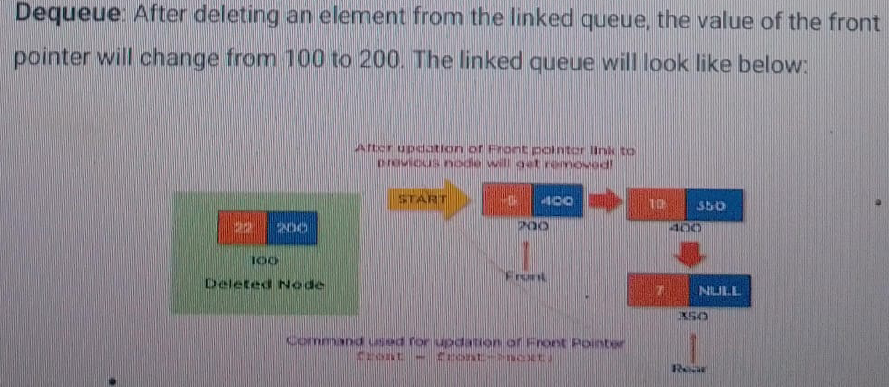 Dequeue: After deleting an element from the linked queue, the value of the front
pointer will change from 100 to 200. The linked queue will look like below:
After updation of Front pointer link to
previous node will get removed!
START
-6 400
200
Front
10 350
400
22 200
100
Deleted Node
7 NULL
350
Rear
Command used for updation of Front Pointer
front = front->next;